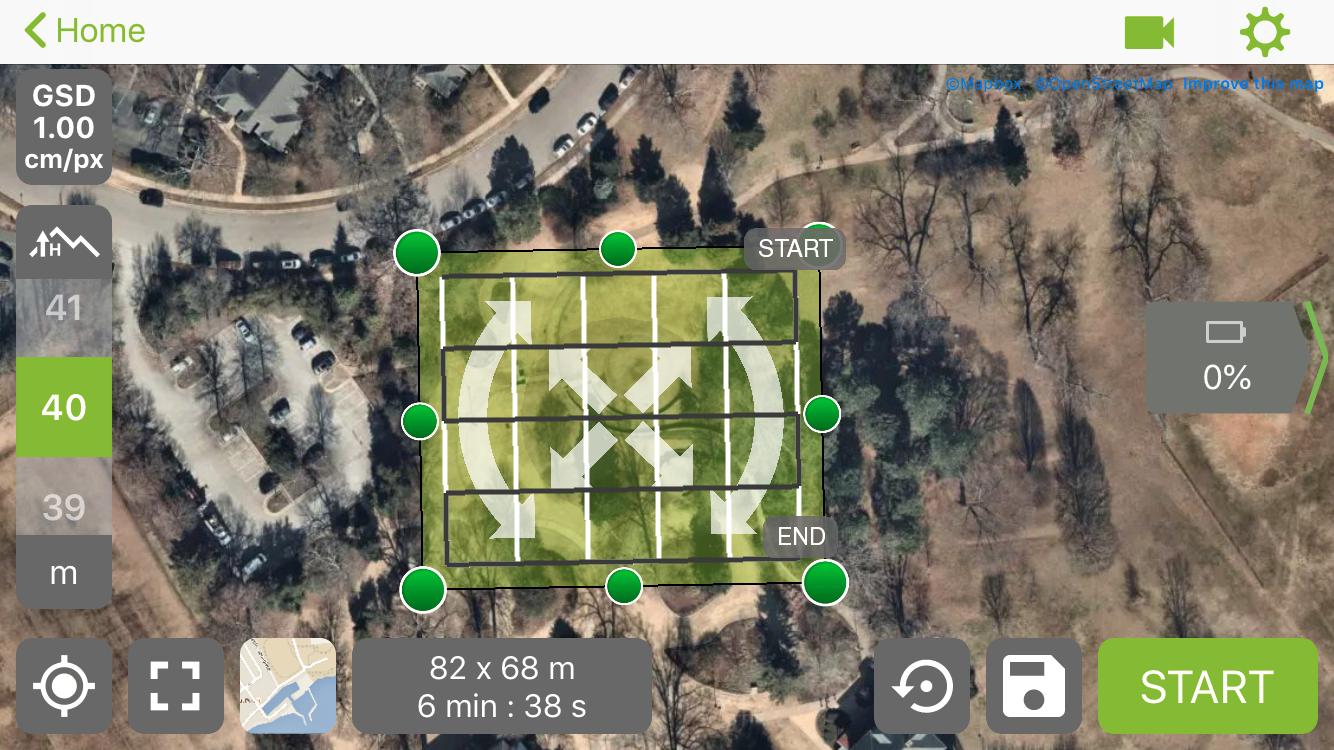 Home
©Mapbox ©OpenStreetMap Improve this map
GSD
1.00
cm/px
H
41
40
39
m
START
0%
END
82 x 68 m
6 min : 38 s
START